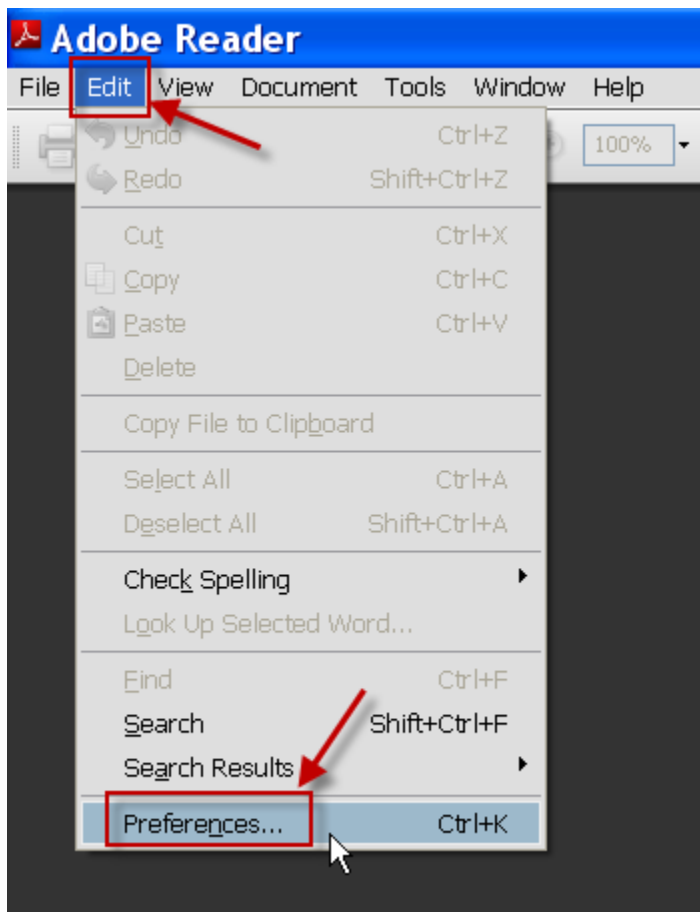 Adobe Reader
File Edit View Document Tools Window Help
100%
Undo Ctrl+Z
Redo Shift+Ctrl+Z
Cut Ctrl+X
Copy Ctrl+C
Paste Ctrl+V
Delete
Copy File to Clipboard
Select All Ctrl+A
Deselect All Shift+Ctrl+A
Check Spelling
Look Up Selected Word...
Find Ctrl+F
Search Shift+Ctrl+F
Search Results
Preferences... Ctrl+K